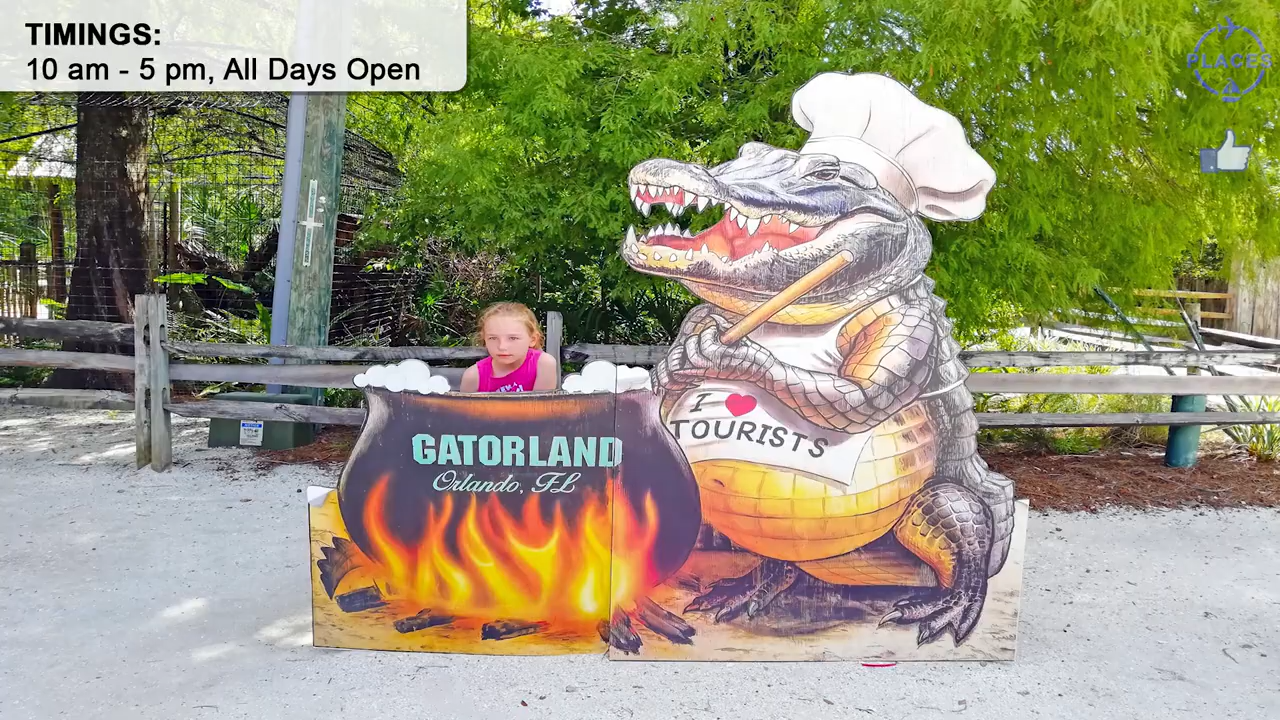 TIMINGS:
10 am - 5 pm, All Days Open
PLACES
I ❤ 
TOURISTS
GATORLAND
Orlando, FL